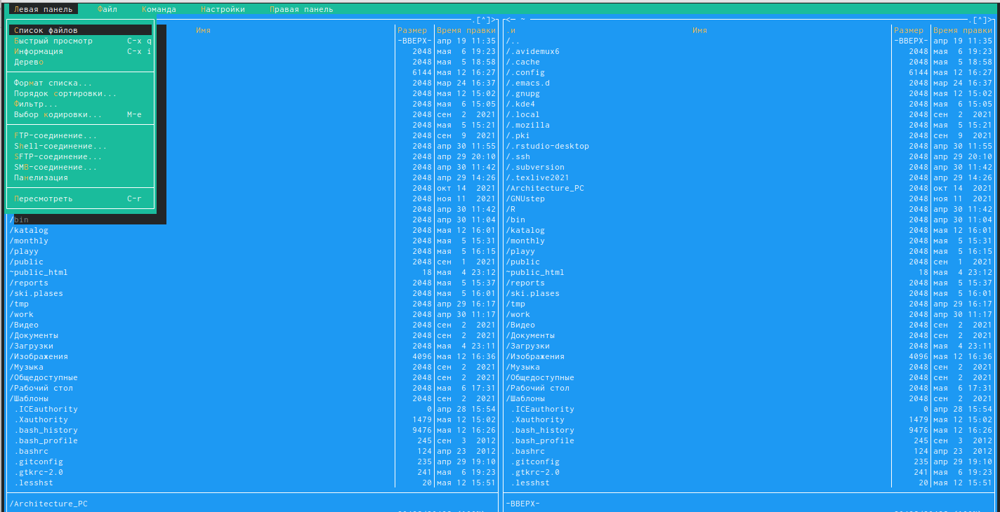 Левая панель Файл Команда Настройки Правая панель
.[^]> <─ ~ .[^]>
Список файлов Имя Размер Время правки .и Имя Размер Время правки
Быстрый просмотр C-x q -ВВЕРХ- апр 19 11:35 /.. -ВВЕРХ- апр 19 11:35
Информация C-x i 2048 мая 6 19:23 /.avidemux6 2048 мая 6 19:23
Дерево 2048 мая 5 18:58 /.cache 2048 мая 5 18:58
6144 мая 12 16:27 /.config 6144 мая 12 16:27
Формат списка... 2048 мар 24 16:37 /.emacs.d 2048 мар 24 16:37
Порядок сортировки... 2048 мая 12 15:02 /.gnupg 2048 мая 12 15:02
Фильтр... 2048 мая 6 15:05 /.kde4 2048 мая 6 15:05
Выбор кодировки... M-e 2048 сен 2 2021 /.local 2048 сен 2 2021
2048 мая 5 15:21 /.mozilla 2048 мая 5 15:21
FTP-соединение... 2048 сен 9 2021 /.pki 2048 сен 9 2021
Shell-соединение... 2048 апр 30 11:55 /.rstudio-desktop 2048 апр 30 11:55
SFTP-соединение... 2048 апр 29 20:10 /.ssh 2048 апр 29 20:10
SMB-соединение... 2048 апр 30 11:42 /.subversion 2048 апр 30 11:42
Панелизация 2048 апр 29 14:26 /.texlive2021 2048 апр 29 14:26
2048 окт 14 2021 /Architecture_PC 2048 окт 14 2021
Пересмотреть C-r 2048 ноя 11 2021 /GNUstep 2048 ноя 11 2021
2048 апр 30 11:42 /R 2048 апр 30 11:42
/bin 2048 апр 30 11:04 /bin 2048 апр 30 11:04
/katalog 2048 мая 12 16:01 /katalog 2048 мая 12 16:01
/monthly 2048 мая 5 15:31 /monthly 2048 мая 5 15:31
/playy 2048 мая 5 16:15 /playy 2048 мая 5 16:15
/public 2048 сен 1 2021 /public 2048 сен 1 2021
~public_html 18 мая 4 23:12 ~public_html 18 мая 4 23:12
/reports 2048 мая 5 15:37 /reports 2048 мая 5 15:37
/ski.plases 2048 мая 5 16:01 /ski.plases 2048 мая 5 16:01
/tmp 2048 апр 29 16:17 /tmp 2048 апр 29 16:17
/work 2048 апр 30 11:17 /work 2048 апр 30 11:17
/Видео 2048 сен 2 2021 /Видео 2048 сен 2 2021
/Документы 2048 сен 2 2021 /Документы 2048 сен 2 2021
/Загрузки 2048 мая 4 23:11 /Загрузки 2048 мая 4 23:11
/Изображения 4096 мая 12 16:36 /Изображения 4096 мая 12 16:36
/Музыка 2048 сен 2 2021 /Музыка 2048 сен 2 2021
/Общедоступные 2048 сен 2 2021 /Общедоступные 2048 сен 2 2021
/Рабочий стол 2048 мая 6 17:31 /Рабочий стол 2048 мая 6 17:31
/Шаблоны 2048 сен 2 2021 /Шаблоны 2048 сен 2 2021
.ICEauthority 0 апр 28 15:54 .ICEauthority 0 апр 28 15:54
.Xauthority 1479 мая 12 15:02 .Xauthority 1479 мая 12 15:02
.bash_history 9476 мая 12 16:26 .bash_history 9476 мая 12 16:26
.bash_profile 245 сен 3 2012 .bash_profile 245 сен 3 2012
.bashrc 124 апр 23 2012 .bashrc 124 апр 23 2012
.gitconfig 235 апр 29 19:10 .gitconfig 235 апр 29 19:10
.gtkrc-2.0 241 мая 6 19:23 .gtkrc-2.0 241 мая 6 19:23
.lesshst 20 мая 12 15:51 .lesshst 20 мая 12 15:51
/Architecture_PC -ВВЕРХ-